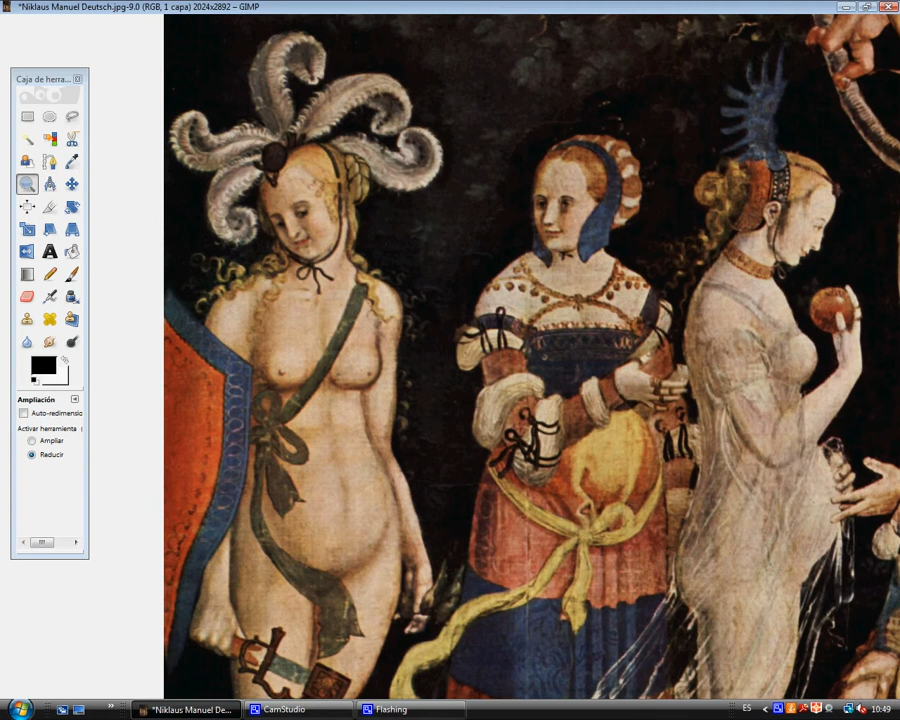 *Niklaus Manuel Deutsch.jpg-9.0 (RGB, 1 capa) 2024x2892 – GIMP
Caja de herra...
Ampliación
Auto-redimensio
Activar herramienta (
Ampliar
Reducir
*Niklaus Manuel De...
CamStudio
Flashing
ES
10:49